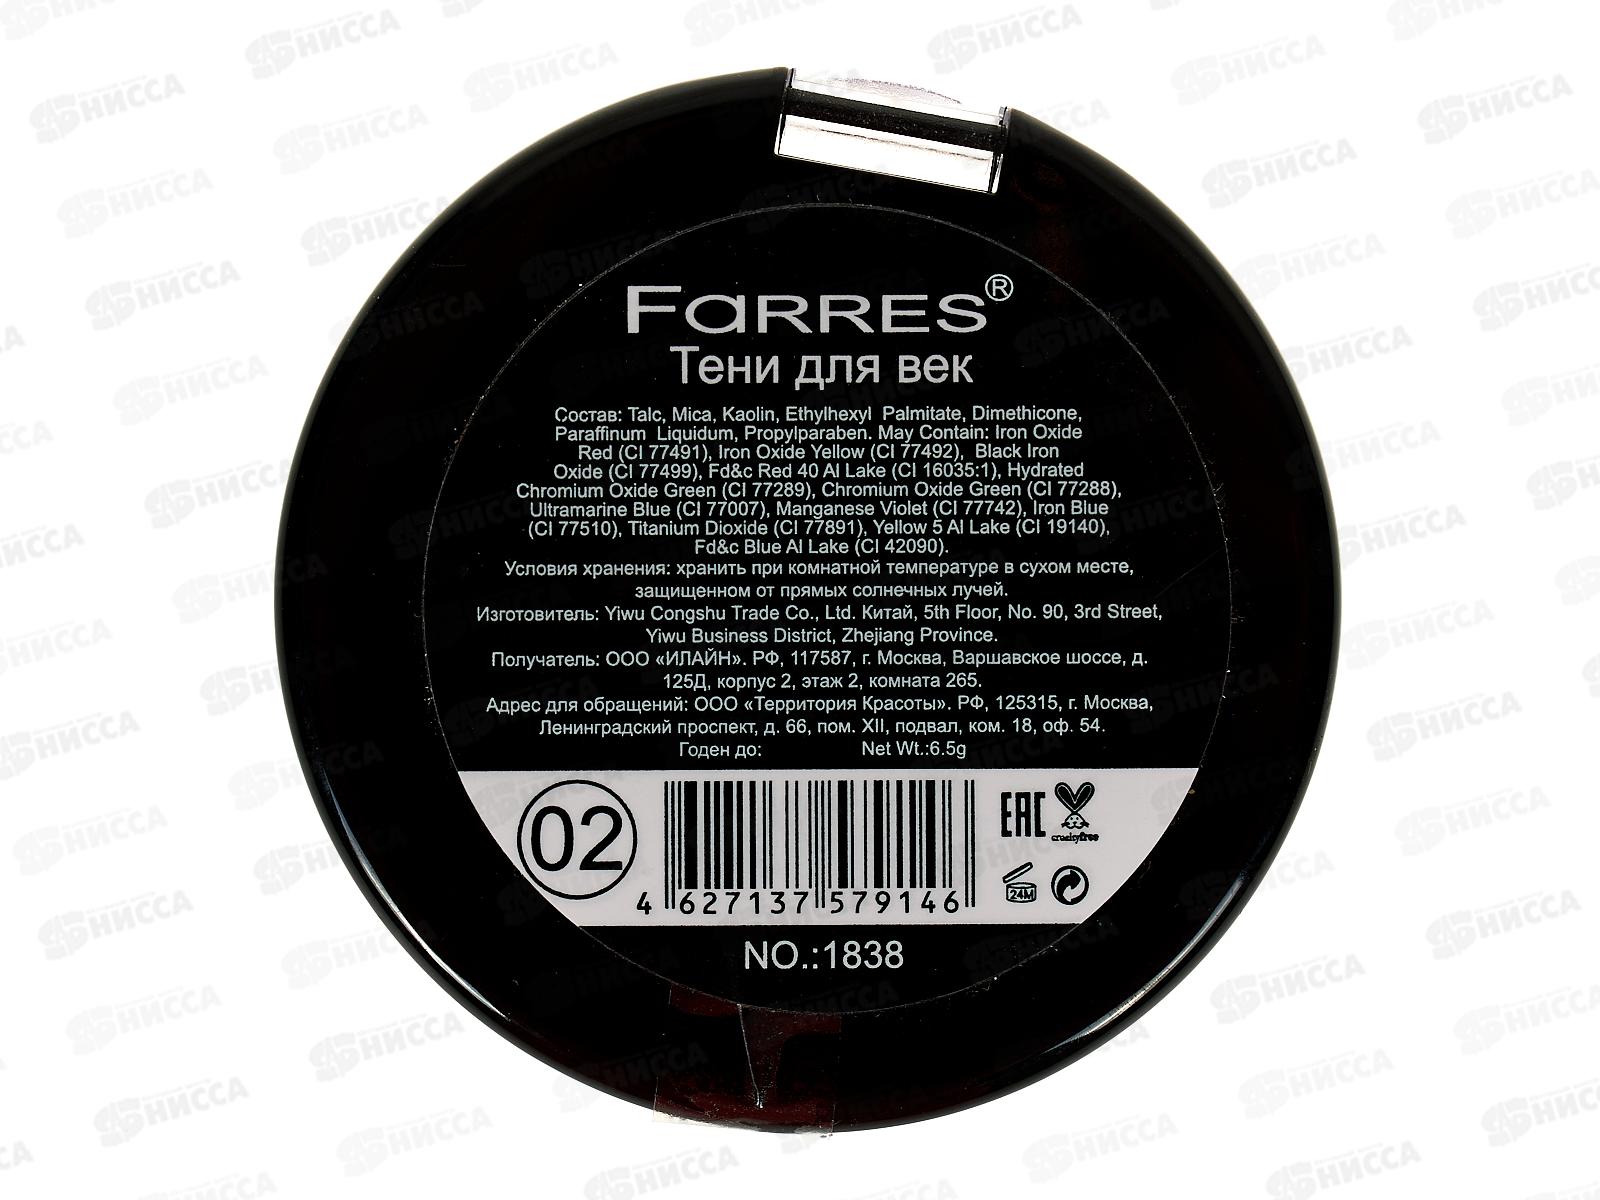 FARRES®
Тени для век
Состав: Talc, Mica, Kaolin, Ethylhexyl Palmitate, Dimethicone,
Paraffinum Liquidum, Propylparaben. May Contain: Iron Oxide
Red (CI 77491), Iron Oxide Yellow (CI 77492), Black Iron
Oxide (CI 77499), Fd&c Red 40 Al Lake (CI 16035:1), Hydrated
Chromium Oxide Green (CI 77289), Chromium Oxide Green (CI 77288),
Ultramarine Blue (CI 77007), Manganese Violet (CI 77742), Iron Blue
(CI 77510), Titanium Dioxide (CI 77891), Yellow 5 Al Lake (CI 19140),
Fd&c Blue Al Lake (CI 42090).
Условия хранения: хранить при комнатной температуре в сухом месте,
защищенном от прямых солнечных лучей.
Изготовитель: Yiwu Congshu Trade Co., Ltd. Китай, 5th Floor, No. 90, 3rd Street,
Yiwu Business District, Zhejiang Province.
Получатель: ООО «ИЛАЙН». РФ, 117587, г. Москва, Варшавское шоссе, д.
125Д, корпус 2, этаж 2, комната 265.
Адрес для обращений: ООО «Территория Красоты». РФ, 125315, г. Москва,
Ленинградский проспект, д. 66, пом. XII, подвал, ком. 18, оф. 54.
Годен до: Net Wt.:6.5g
02
EAC
crueltyfree
24M
4 627137 579146
NO.:1838